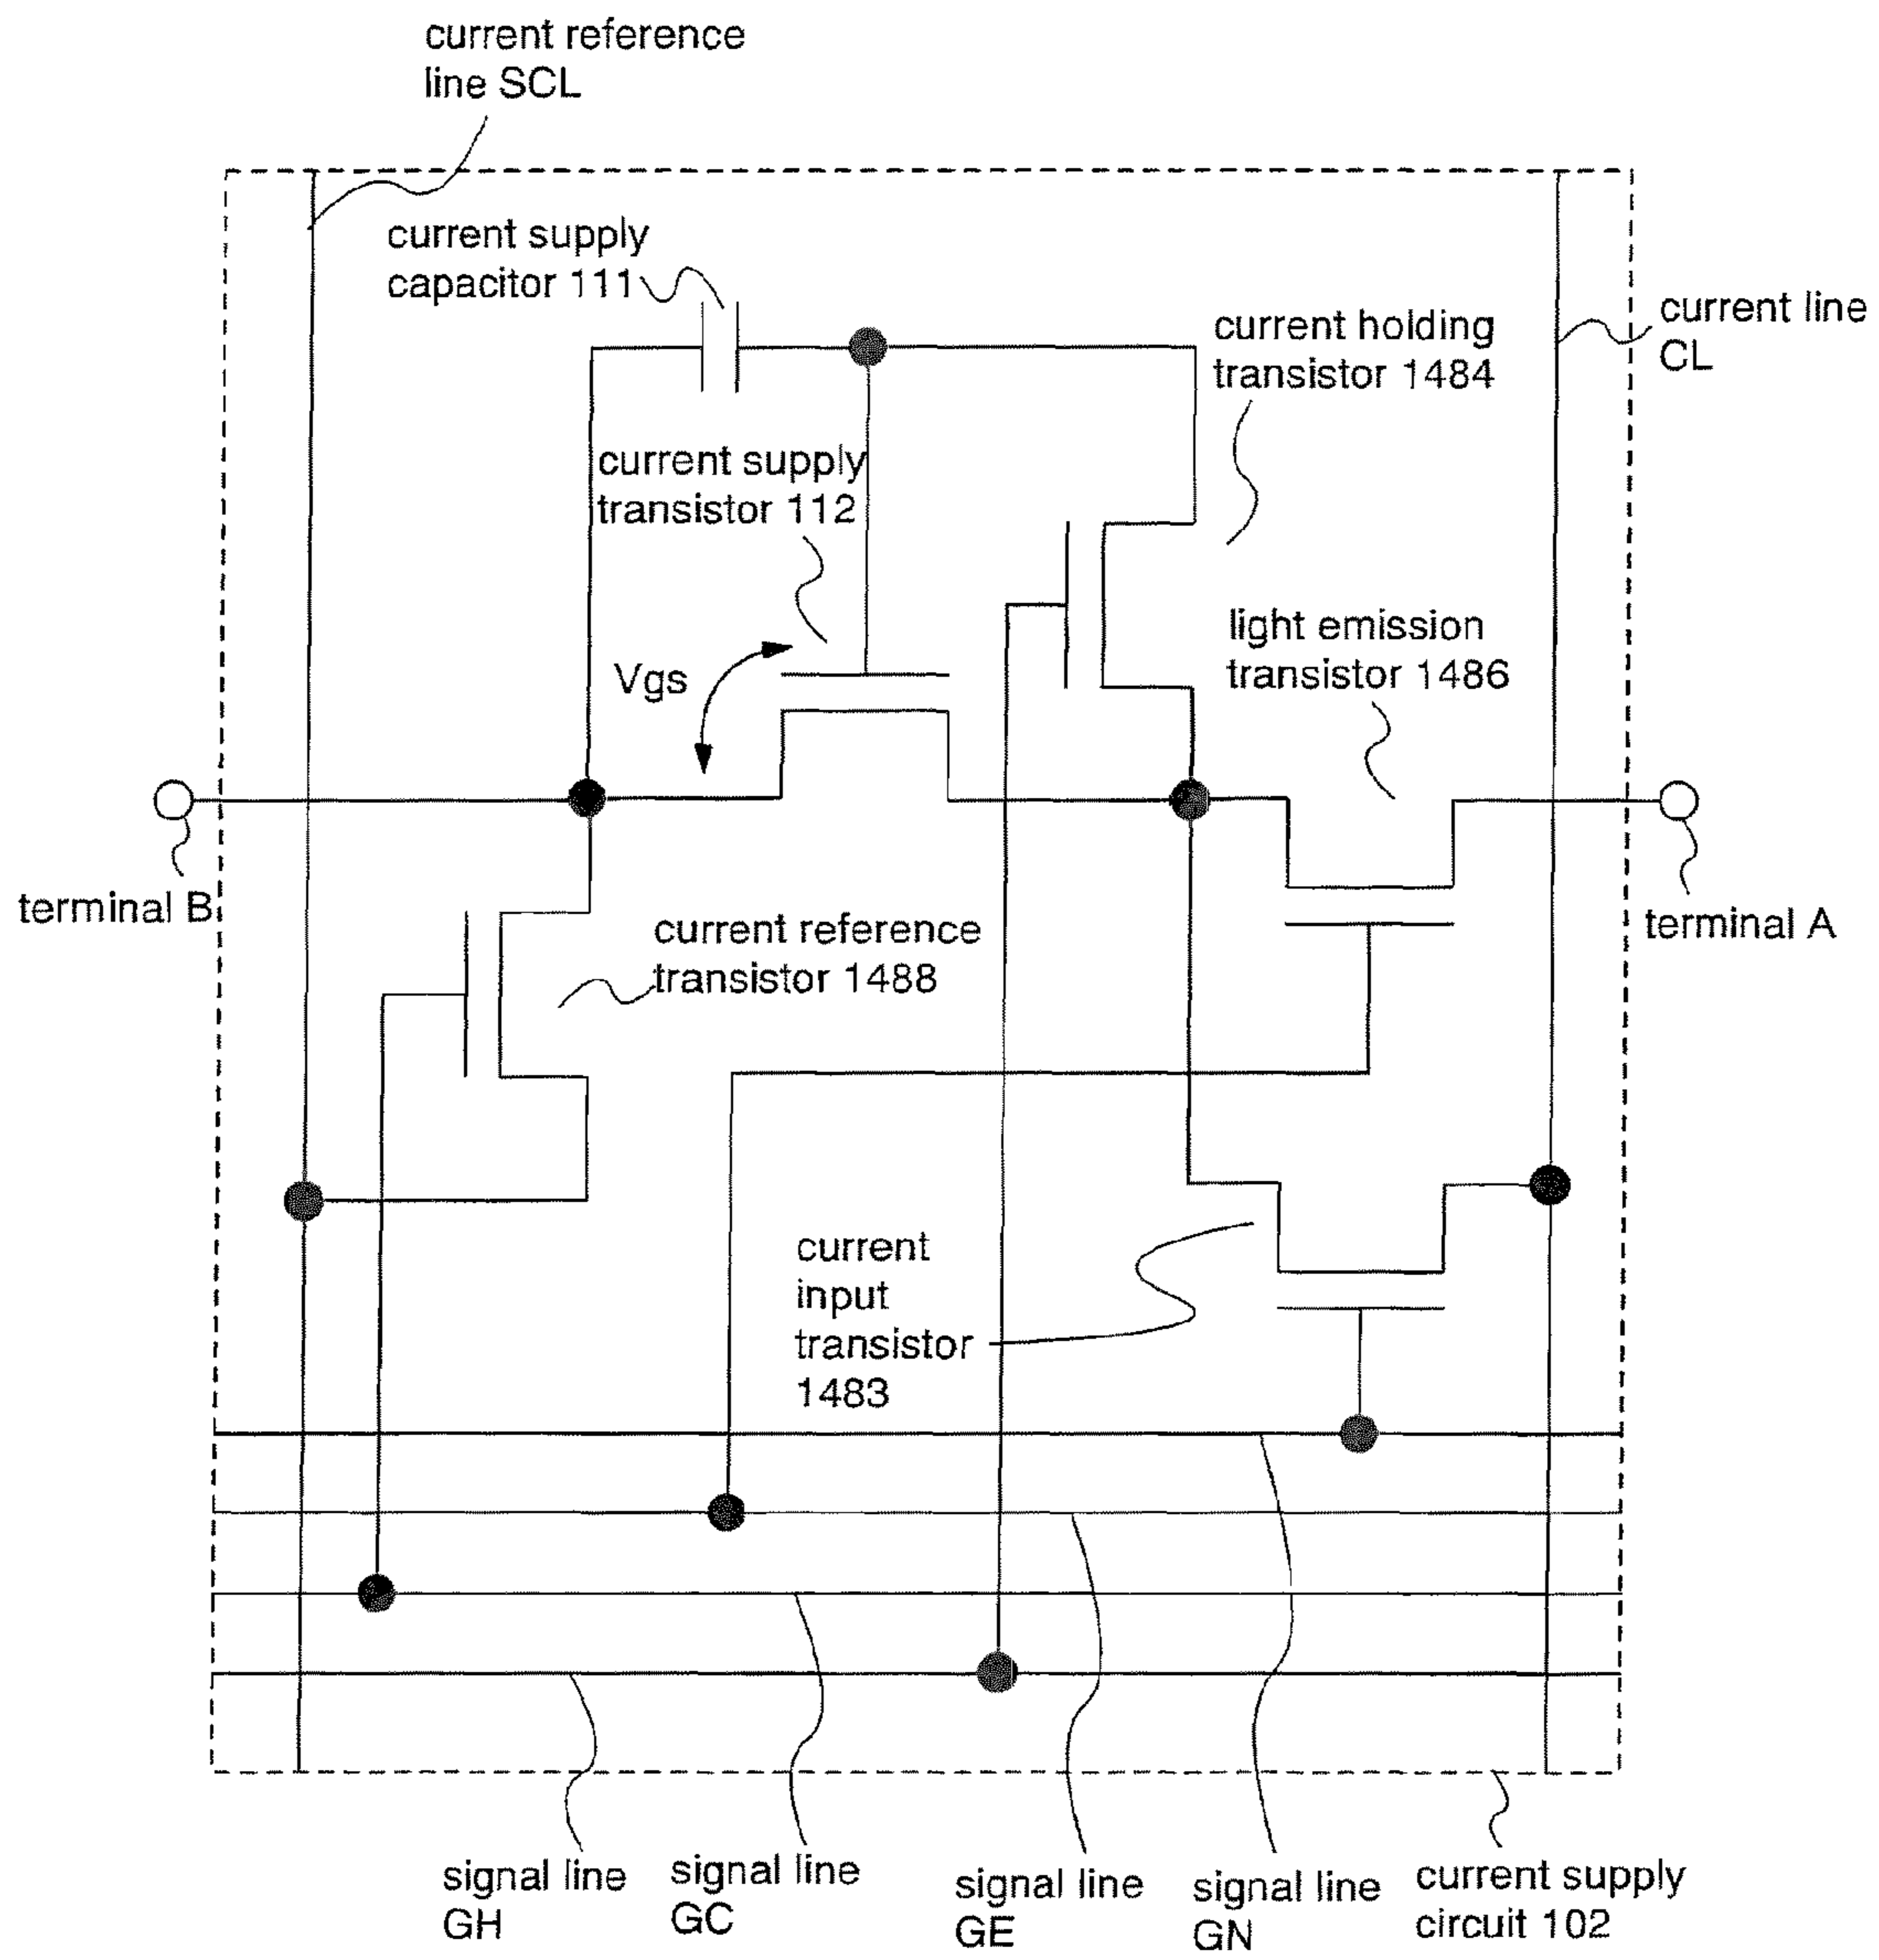 current reference
line SCL
current supply
capacitor 111
current holding
transistor 1484
current line
CL
current supply
transistor 112
light emission
transistor 1486
Vgs
terminal B
terminal A
current reference
transistor 1488
current
input
transistor
1483
signal line
GH
signal line
GC
signal line
GE
signal line
GN
current supply
circuit 102